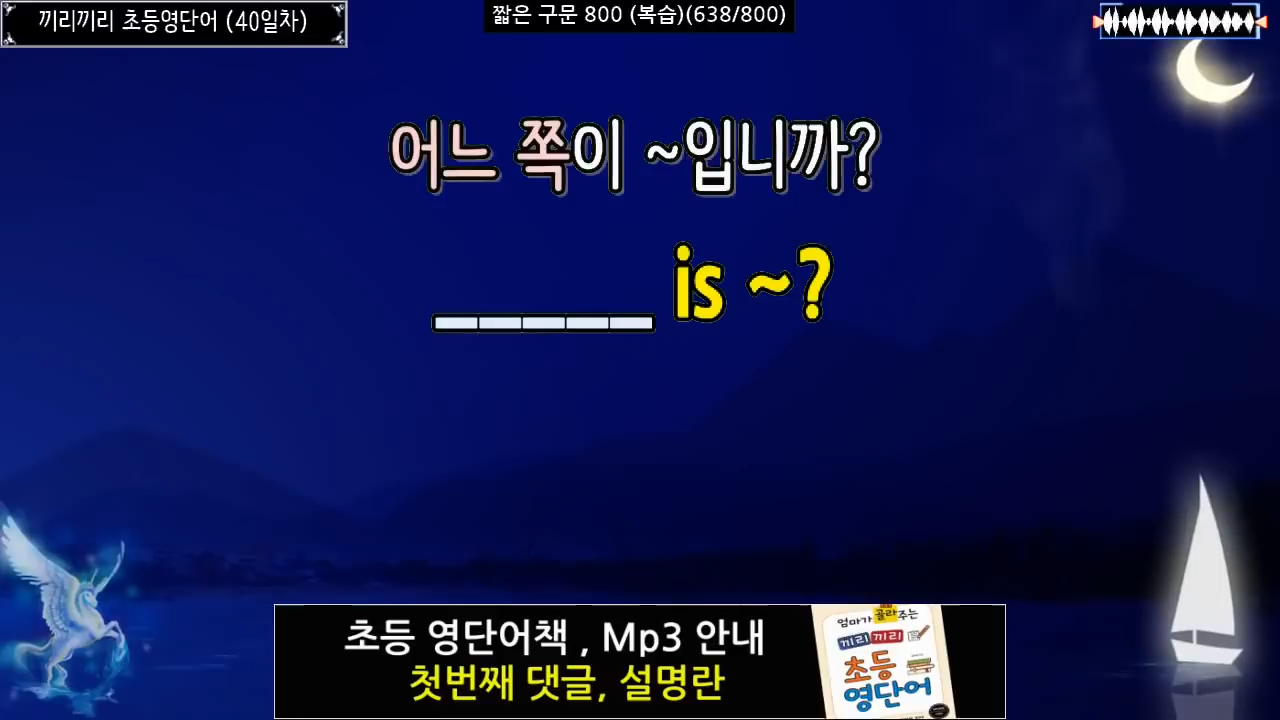 끼리끼리 초등영단어 (40일차)
짧은 구문 800 (복습)(638/800)
어느 쪽이 ~입니까?
_____ is ~?
초등 영단어책 , Mp3 안내
첫번째 댓글, 설명란
엄마가 골라주는
끼리끼리
초등
영단어